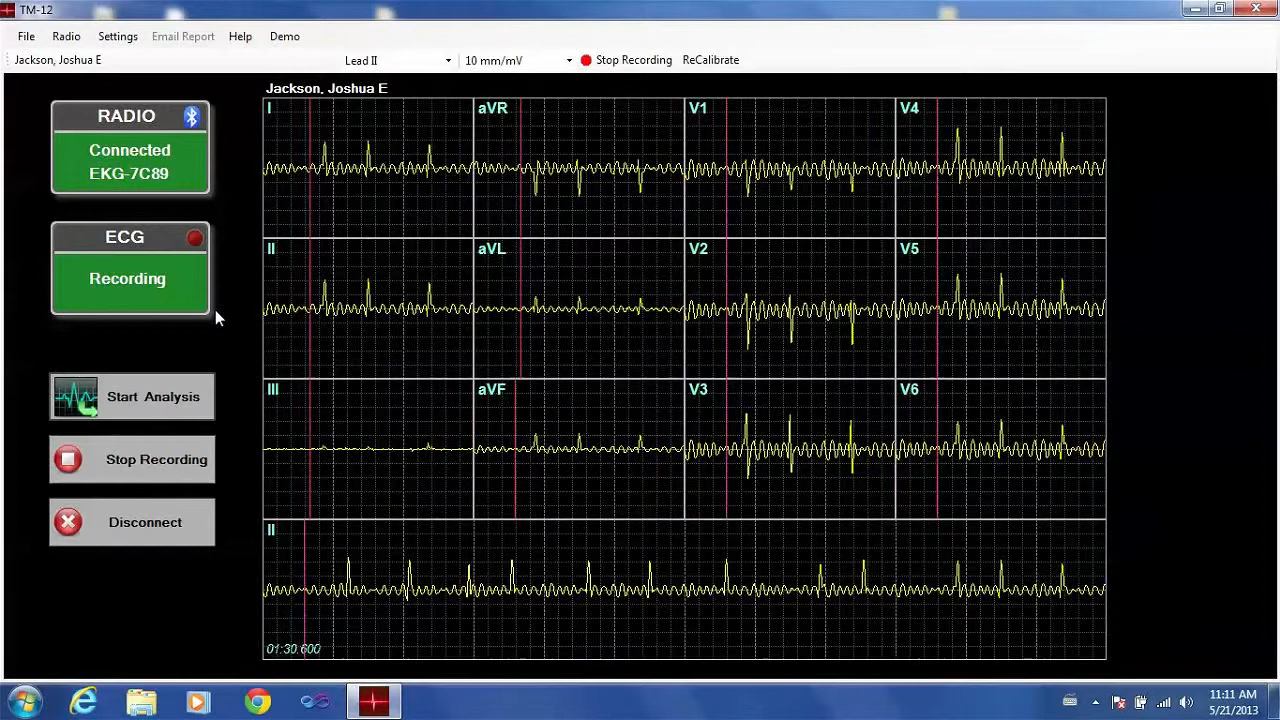 TM-12
File Radio Settings Email Report Help Demo
Jackson, Joshua E Lead II 10 mm/mV Stop Recording ReCalibrate
Jackson, Joshua E
RADIO
Connected
EKG-7C89
ECG
Recording
Start Analysis
Stop Recording
Disconnect
I aVR V1 V4
II aVL V2 V5
III aVF V3 V6
II
01:30.600
11:11 AM
5/21/2013